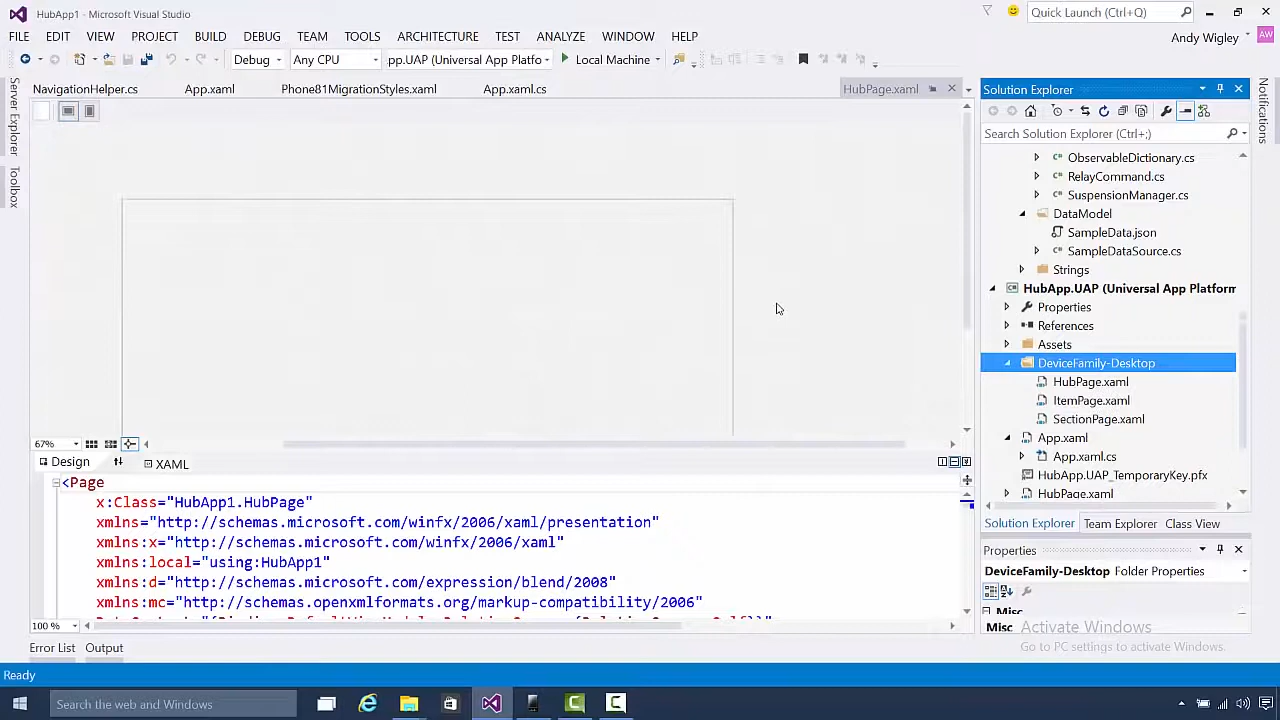 HubApp1 - Microsoft Visual Studio
Quick Launch (Ctrl+Q)
FILE EDIT VIEW PROJECT BUILD DEBUG TEAM TOOLS ARCHITECTURE TEST ANALYZE WINDOW HELP
Andy Wigley AW
Debug Any CPU pp.UAP (Universal App Platfo Local Machine
NavigationHelper.cs App.xaml Phone81MigrationStyles.xaml App.xaml.cs HubPage.xaml
Server Explorer
Toolbox
67%
Design XAML
<Page
x:Class="HubApp1.HubPage"
xmlns="http://schemas.microsoft.com/winfx/2006/xaml/presentation"
xmlns:x="http://schemas.microsoft.com/winfx/2006/xaml"
xmlns:local="using:HubApp1"
xmlns:d="http://schemas.microsoft.com/expression/blend/2008"
xmlns:mc="http://schemas.openxmlformats.org/markup-compatibility/2006"
100 %
Error List Output
Solution Explorer
Search Solution Explorer (Ctrl+;)
ObservableDictionary.cs
RelayCommand.cs
SuspensionManager.cs
DataModel
SampleData.json
SampleDataSource.cs
Strings
HubApp.UAP (Universal App Platform
Properties
References
Assets
DeviceFamily-Desktop
HubPage.xaml
ItemPage.xaml
SectionPage.xaml
App.xaml
App.xaml.cs
HubApp.UAP_TemporaryKey.pfx
HubPage.xaml
Solution Explorer Team Explorer Class View
Properties
DeviceFamily-Desktop Folder Properties
Misc
Misc
Activate Windows
Go to PC settings to activate Windows.
Notifications
Ready
Search the web and Windows